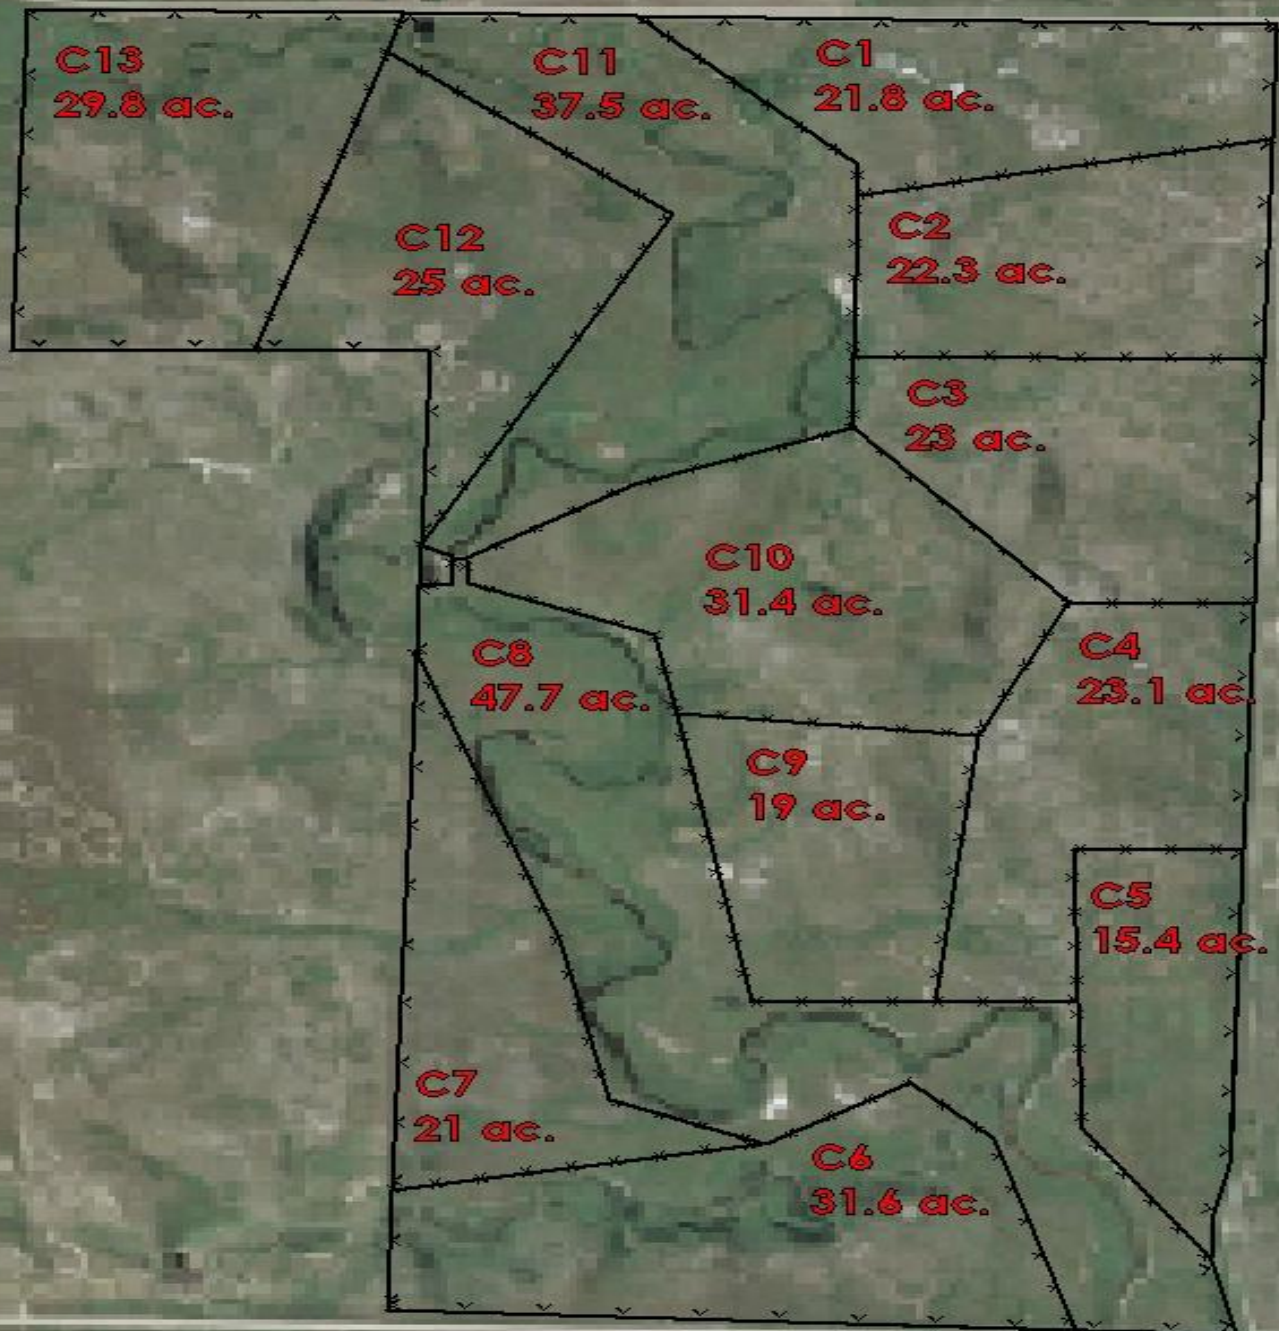 C13
29.8 ac.
C11
37.5 ac.
C1
21.8 ac.
C12
25 ac.
C2
22.3 ac.
C3
23 ac.
C10
31.4 ac.
C4
23.1 ac.
C8
47.7 ac.
C9
19 ac.
C5
15.4 ac.
C7
21 ac.
C6
31.6 ac.